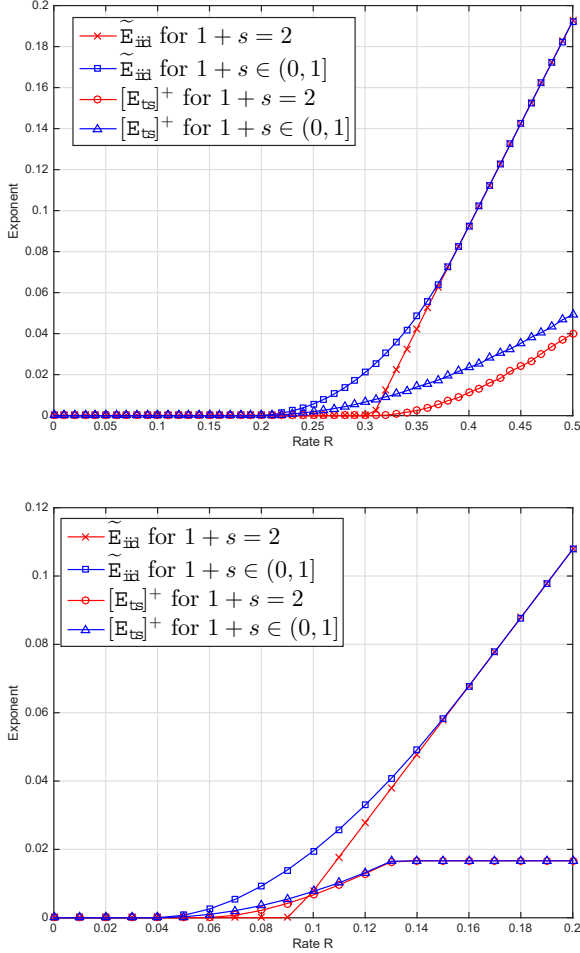 0.2
0.18
0.16
0.14
0.12
0.1
0.08
0.06
0.04
0.02
0
Exponent
Ẽ_iid for 1 + s = 2
Ẽ_iid for 1 + s ∈ (0, 1]
[E_ts]⁺ for 1 + s = 2
[E_ts]⁺ for 1 + s ∈ (0, 1]
0 0.05 0.1 0.15 0.2 0.25 0.3 0.35 0.4 0.45 0.5
Rate R
0.12
0.1
0.08
0.06
0.04
0.02
0
Exponent
Ẽ_iid for 1 + s = 2
Ẽ_iid for 1 + s ∈ (0, 1]
[E_ts]⁺ for 1 + s = 2
[E_ts]⁺ for 1 + s ∈ (0, 1]
0 0.02 0.04 0.06 0.08 0.1 0.12 0.14 0.16 0.18 0.2
Rate R